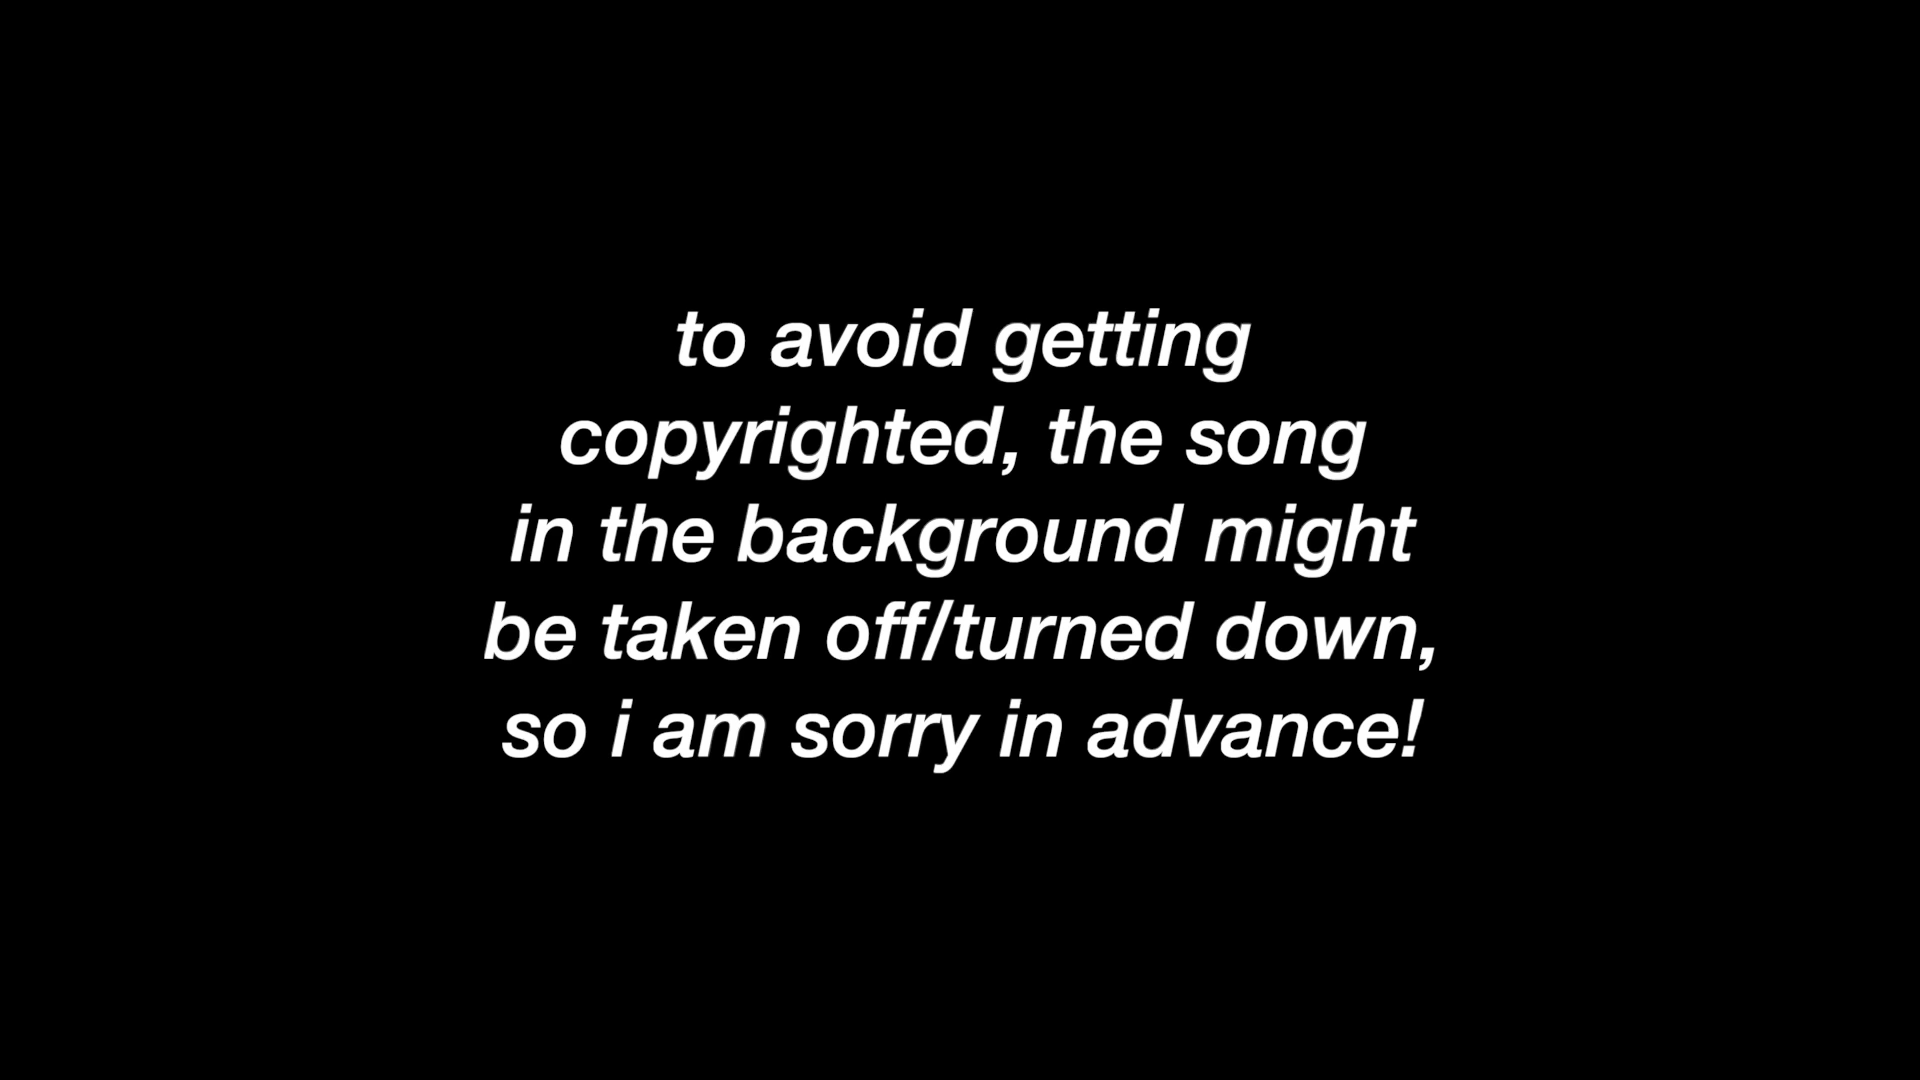 to avoid getting
copyrighted, the song
in the background might
be taken off/turned down,
so i am sorry in advance!